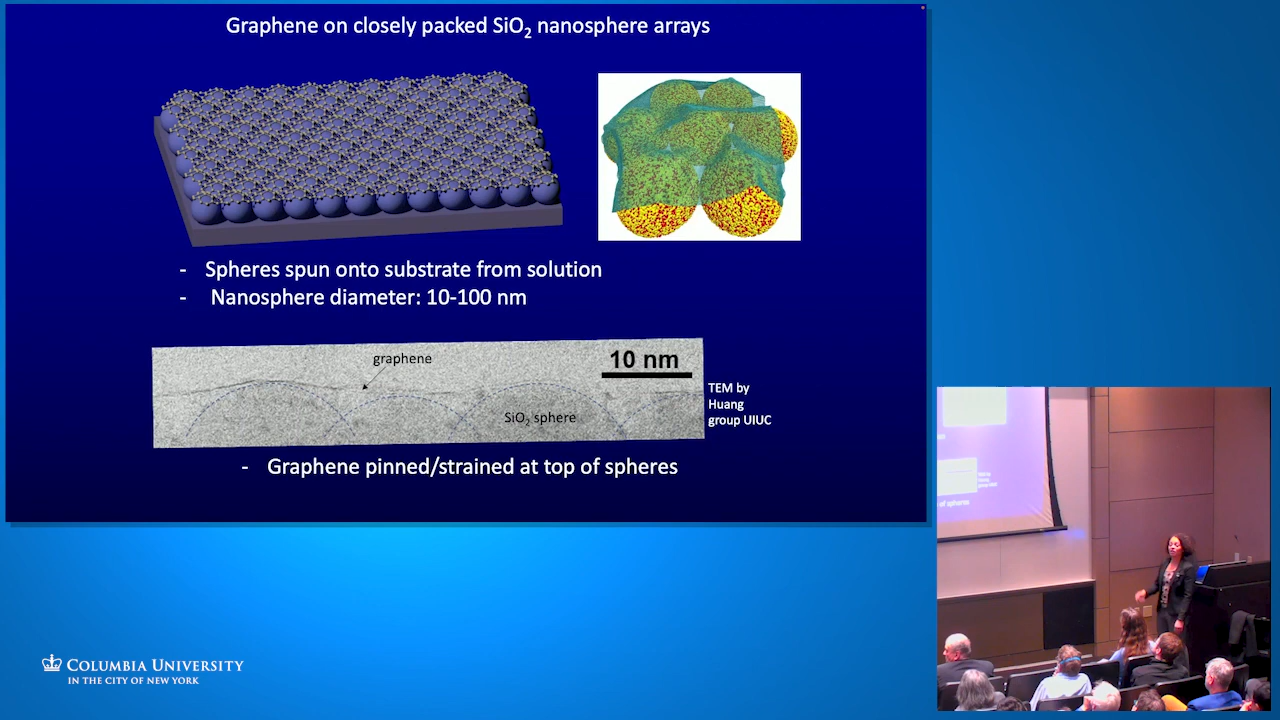 Graphene on closely packed SiO₂ nanosphere arrays
- Spheres spun onto substrate from solution
- Nanosphere diameter: 10-100 nm
graphene
10 nm
SiO₂ sphere
TEM by
Huang
group UIUC
- Graphene pinned/strained at top of spheres
of spheres
COLUMBIA UNIVERSITY
IN THE CITY OF NEW YORK